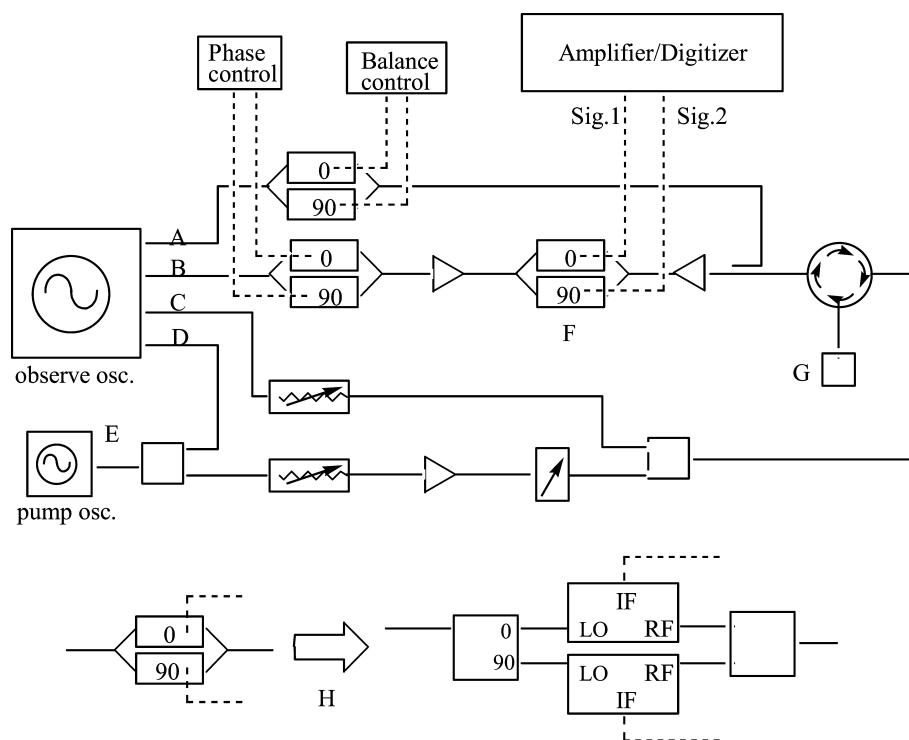 Phase
control
Balance
control
Amplifier/Digitizer
Sig.1
Sig.2
0
90
A
B
C
D
0
90
0
90
F
observe osc.
G
E
pump osc.
0
90
H
0
90
IF
LO RF
LO RF
IF